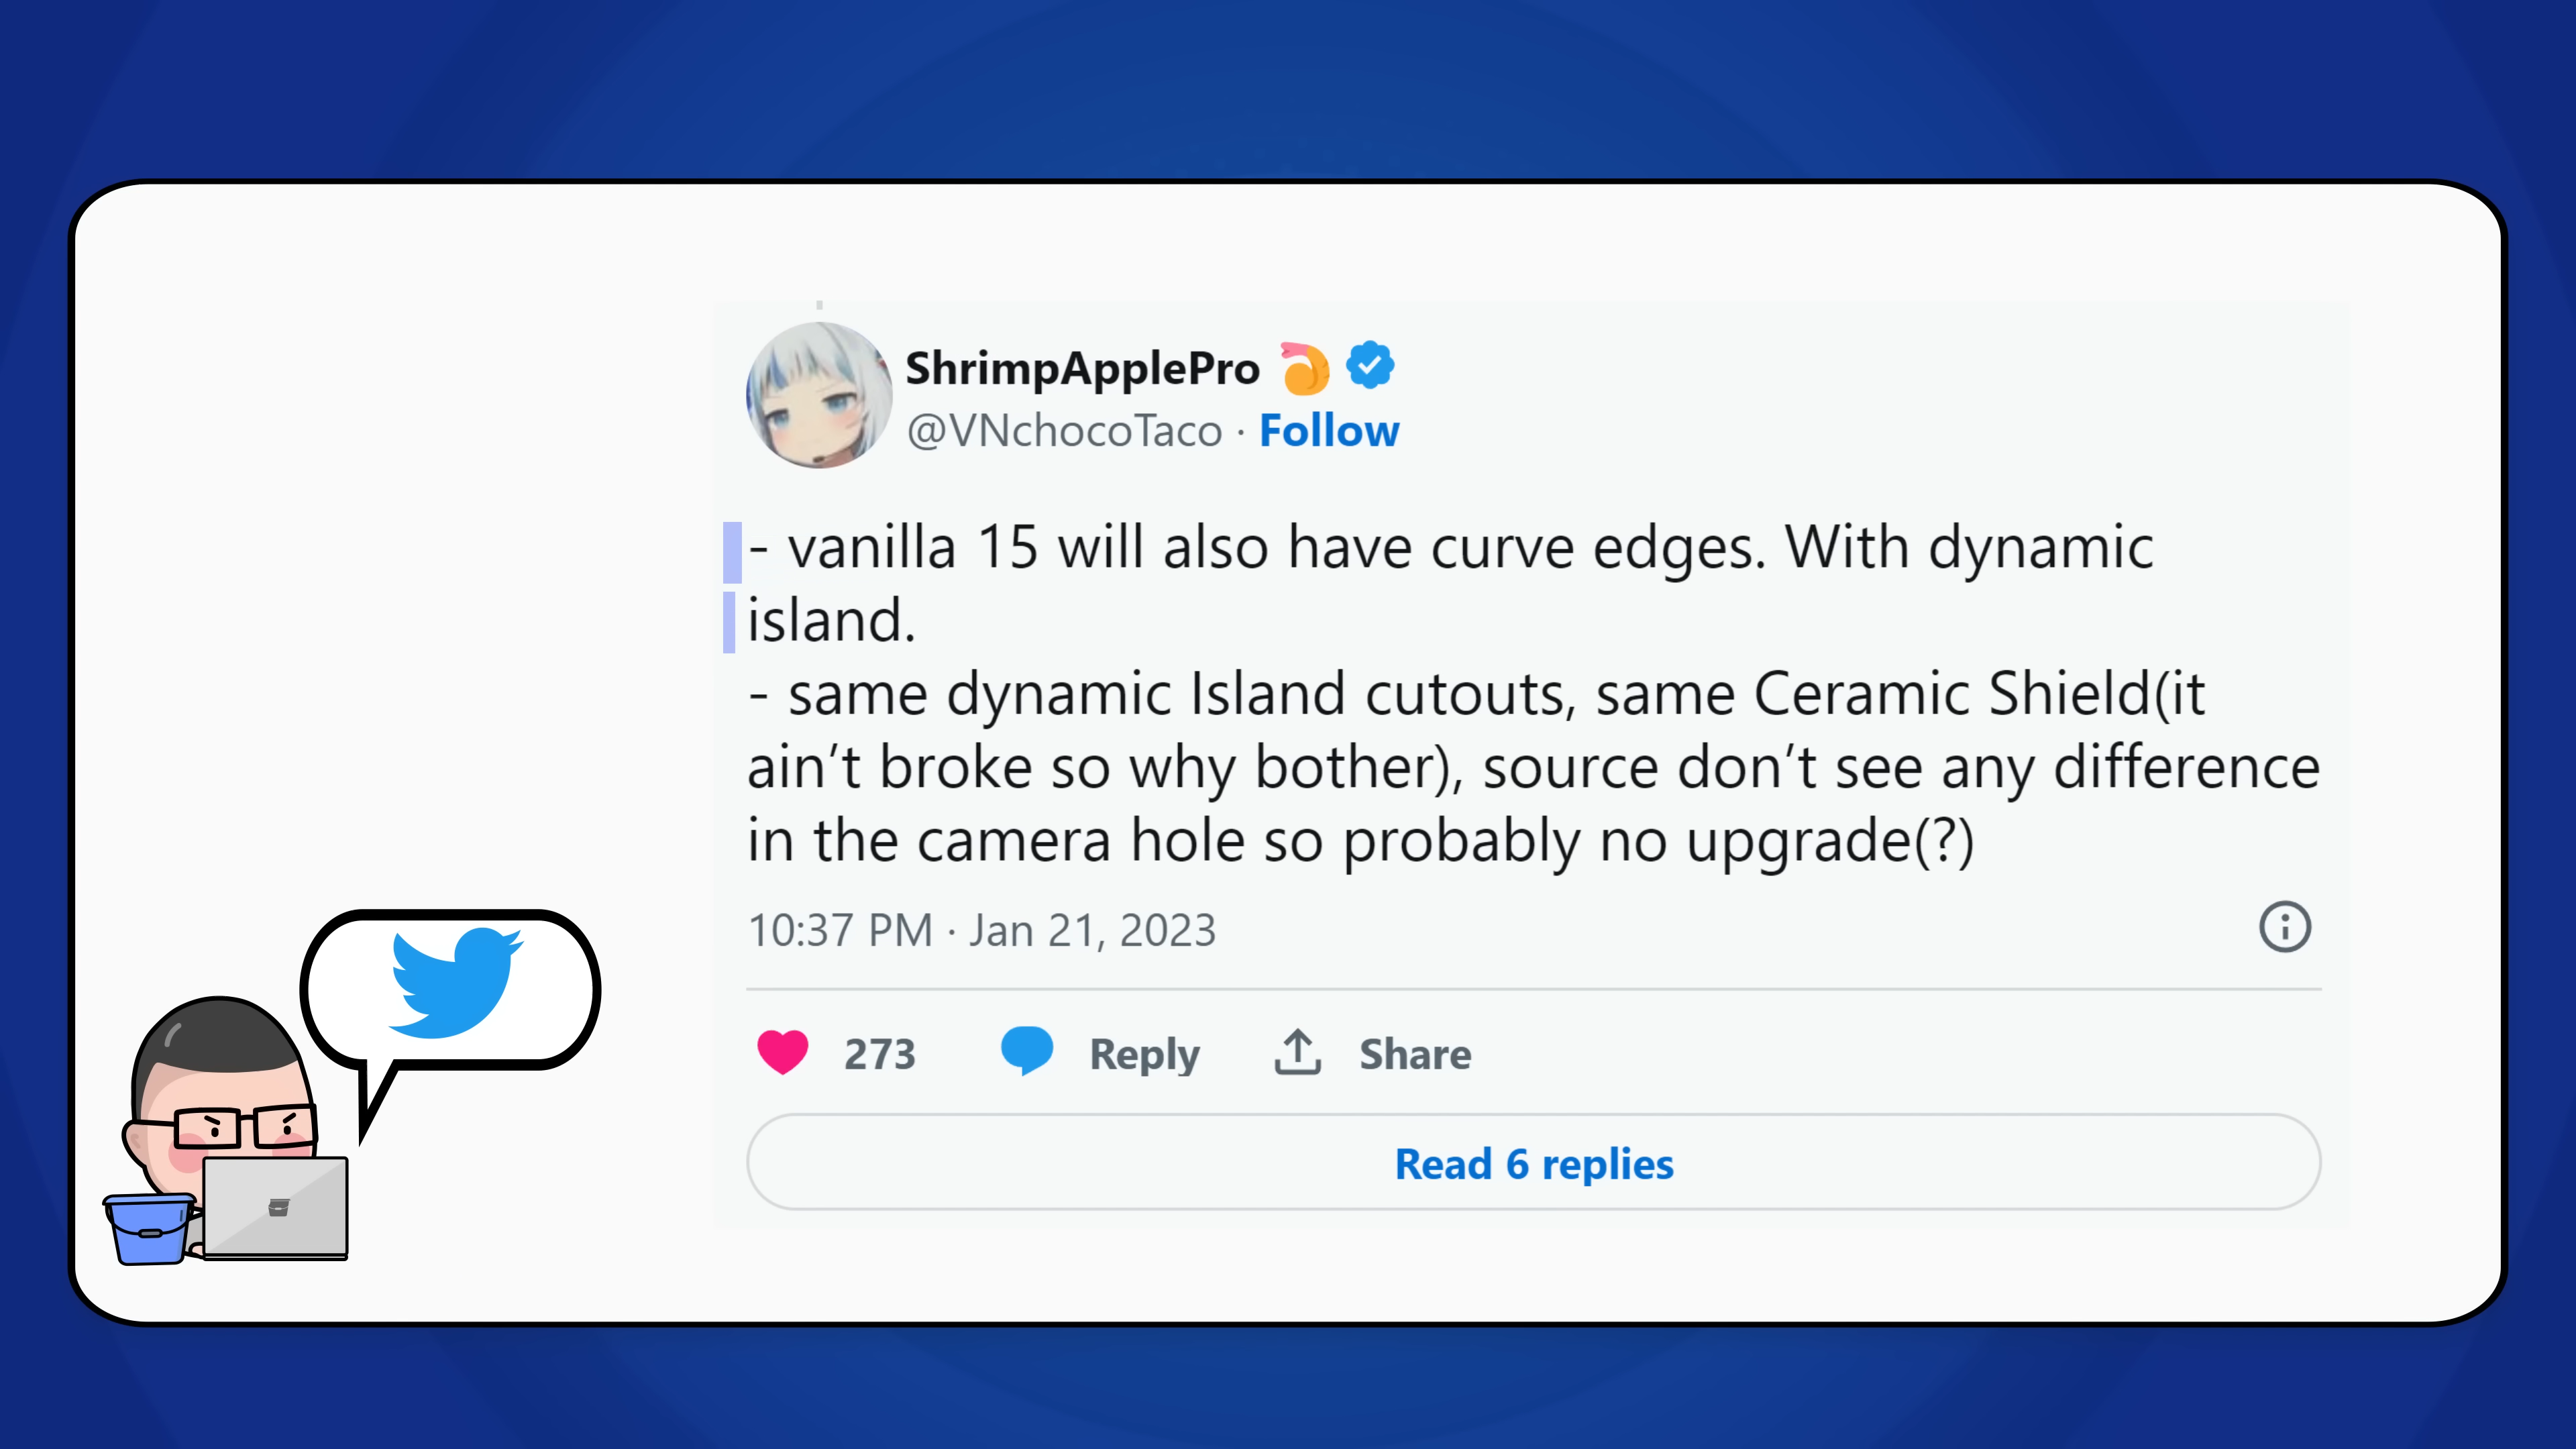 ShrimpApplePro 🍤
@VNchocoTaco · Follow
- vanilla 15 will also have curve edges. With dynamic
island.
- same dynamic Island cutouts, same Ceramic Shield(it
ain’t broke so why bother), source don’t see any difference
in the camera hole so probably no upgrade(?)
10:37 PM · Jan 21, 2023
273 Reply Share
Read 6 replies